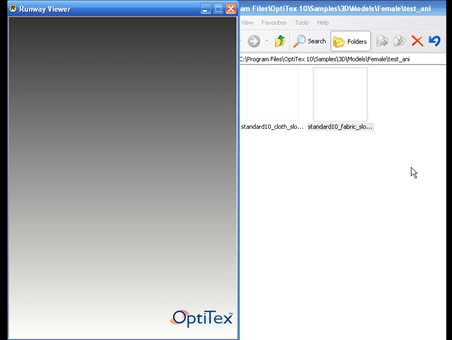 Runway Viewer
am Files\OptiTex 10\Samples\3D\Models\Female\test_ani
View Favorites Tools Help
Search Folders
C:\Program Files\OptiTex 10\Samples\3D\Models\Female\test_ani
standard10_cloth_slo... standard10_fabric_slo...
OptiTex